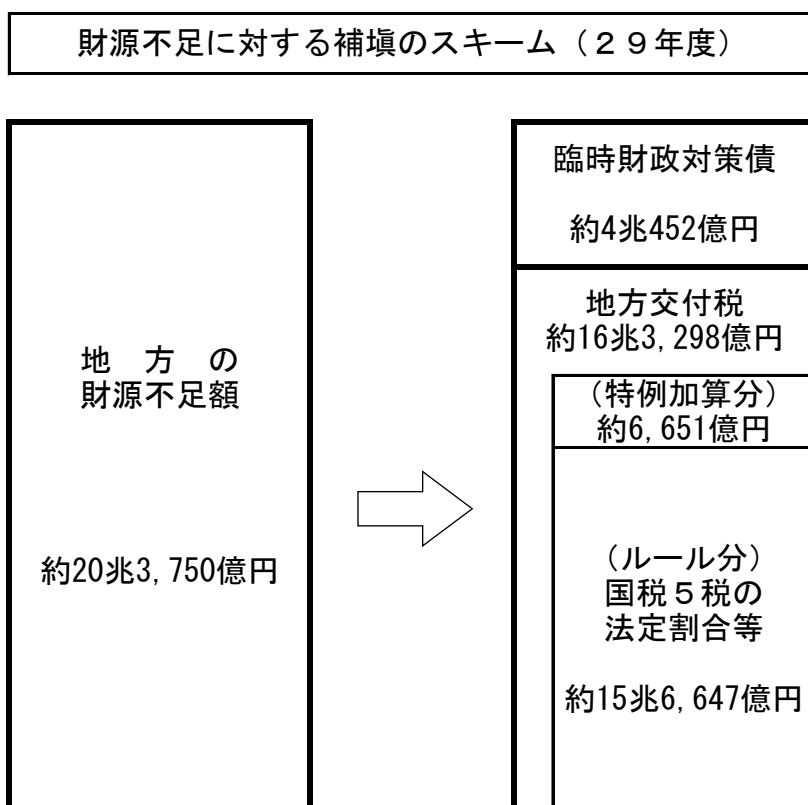 財源不足に対する補塡のスキーム（２９年度）
地　方　の
財源不足額
約20兆3,750億円
臨時財政対策債
約4兆452億円
地方交付税
約16兆3,298億円
（特例加算分）
約6,651億円
（ルール分）
国税５税の
法定割合等
約15兆6,647億円